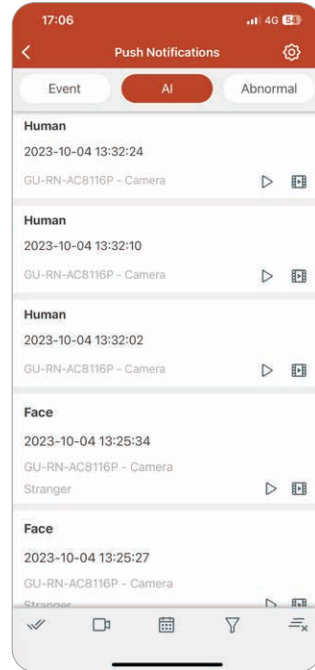 17:06 4G 54
Push Notifications
Event AI Abnormal
Human
2023-10-04 13:32:24
GU-RN-AC8116P - Camera
Human
2023-10-04 13:32:10
GU-RN-AC8116P - Camera
Human
2023-10-04 13:32:02
GU-RN-AC8116P - Camera
Face
2023-10-04 13:25:34
GU-RN-AC8116P - Camera
Stranger
Face
2023-10-04 13:25:27
GU-RN-AC8116P - Camera
Stranger